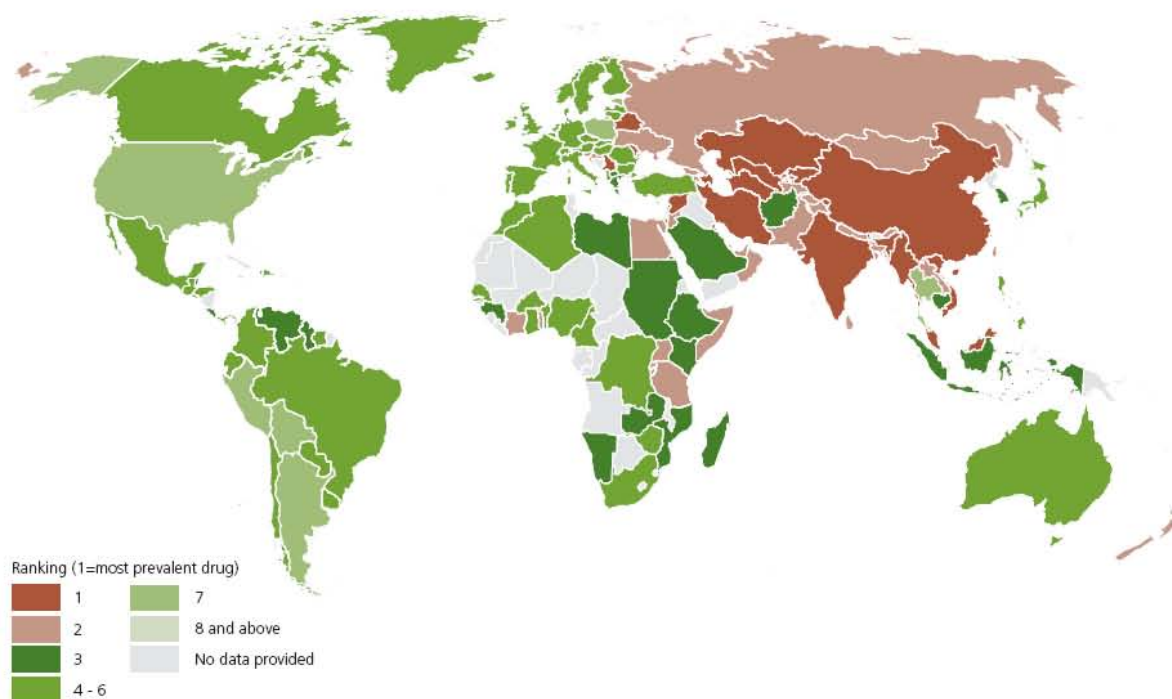 Ranking (1=most prevalent drug)
1
2
3
4 - 6
7
8 and above
No data provided